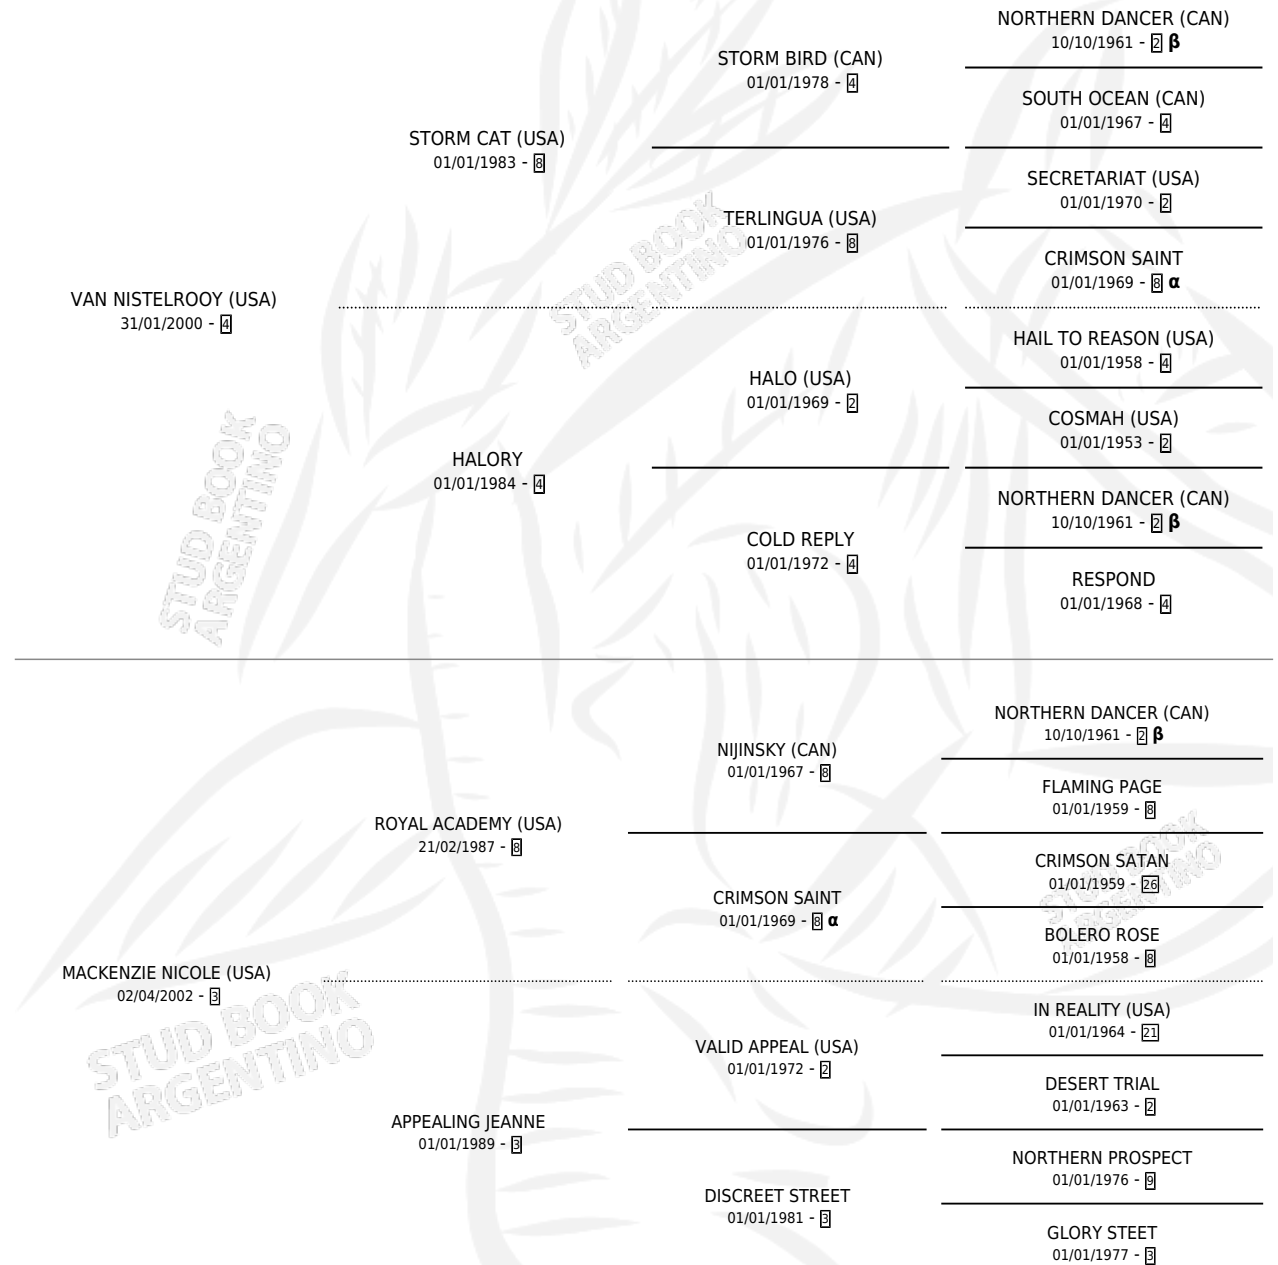 NORTHERN DANCER (CAN)
10/10/1961 - 2 β
STORM BIRD (CAN)
01/01/1978 - 4
SOUTH OCEAN (CAN)
01/01/1967 - 4
STORM CAT (USA)
01/01/1983 - 8
SECRETARIAT (USA)
01/01/1970 - 2
TERLINGUA (USA)
01/01/1976 - 8
CRIMSON SAINT
01/01/1969 - 8 α
VAN NISTELROOY (USA)
31/01/2000 - 4
HAIL TO REASON (USA)
01/01/1958 - 4
HALO (USA)
01/01/1969 - 2
COSMAH (USA)
01/01/1953 - 2
HALORY
01/01/1984 - 4
NORTHERN DANCER (CAN)
10/10/1961 - 2 β
COLD REPLY
01/01/1972 - 4
RESPOND
01/01/1968 - 4
NORTHERN DANCER (CAN)
10/10/1961 - 2 β
NIJINSKY (CAN)
01/01/1967 - 8
FLAMING PAGE
01/01/1959 - 8
ROYAL ACADEMY (USA)
21/02/1987 - 8
CRIMSON SATAN
01/01/1959 - 26
CRIMSON SAINT
01/01/1969 - 8 α
BOLERO ROSE
01/01/1958 - 8
MACKENZIE NICOLE (USA)
02/04/2002 - 3
IN REALITY (USA)
01/01/1964 - 21
VALID APPEAL (USA)
01/01/1972 - 2
DESERT TRIAL
01/01/1963 - 2
APPEALING JEANNE
01/01/1989 - 3
NORTHERN PROSPECT
01/01/1976 - 9
DISCREET STREET
01/01/1981 - 3
GLORY STEET
01/01/1977 - 3
STUD BOOK
ARGENTINO
STUD BOOK
ARGENTINO
STUD BOOK
ARGENTINO
STUD BOOK
ARGENTINO